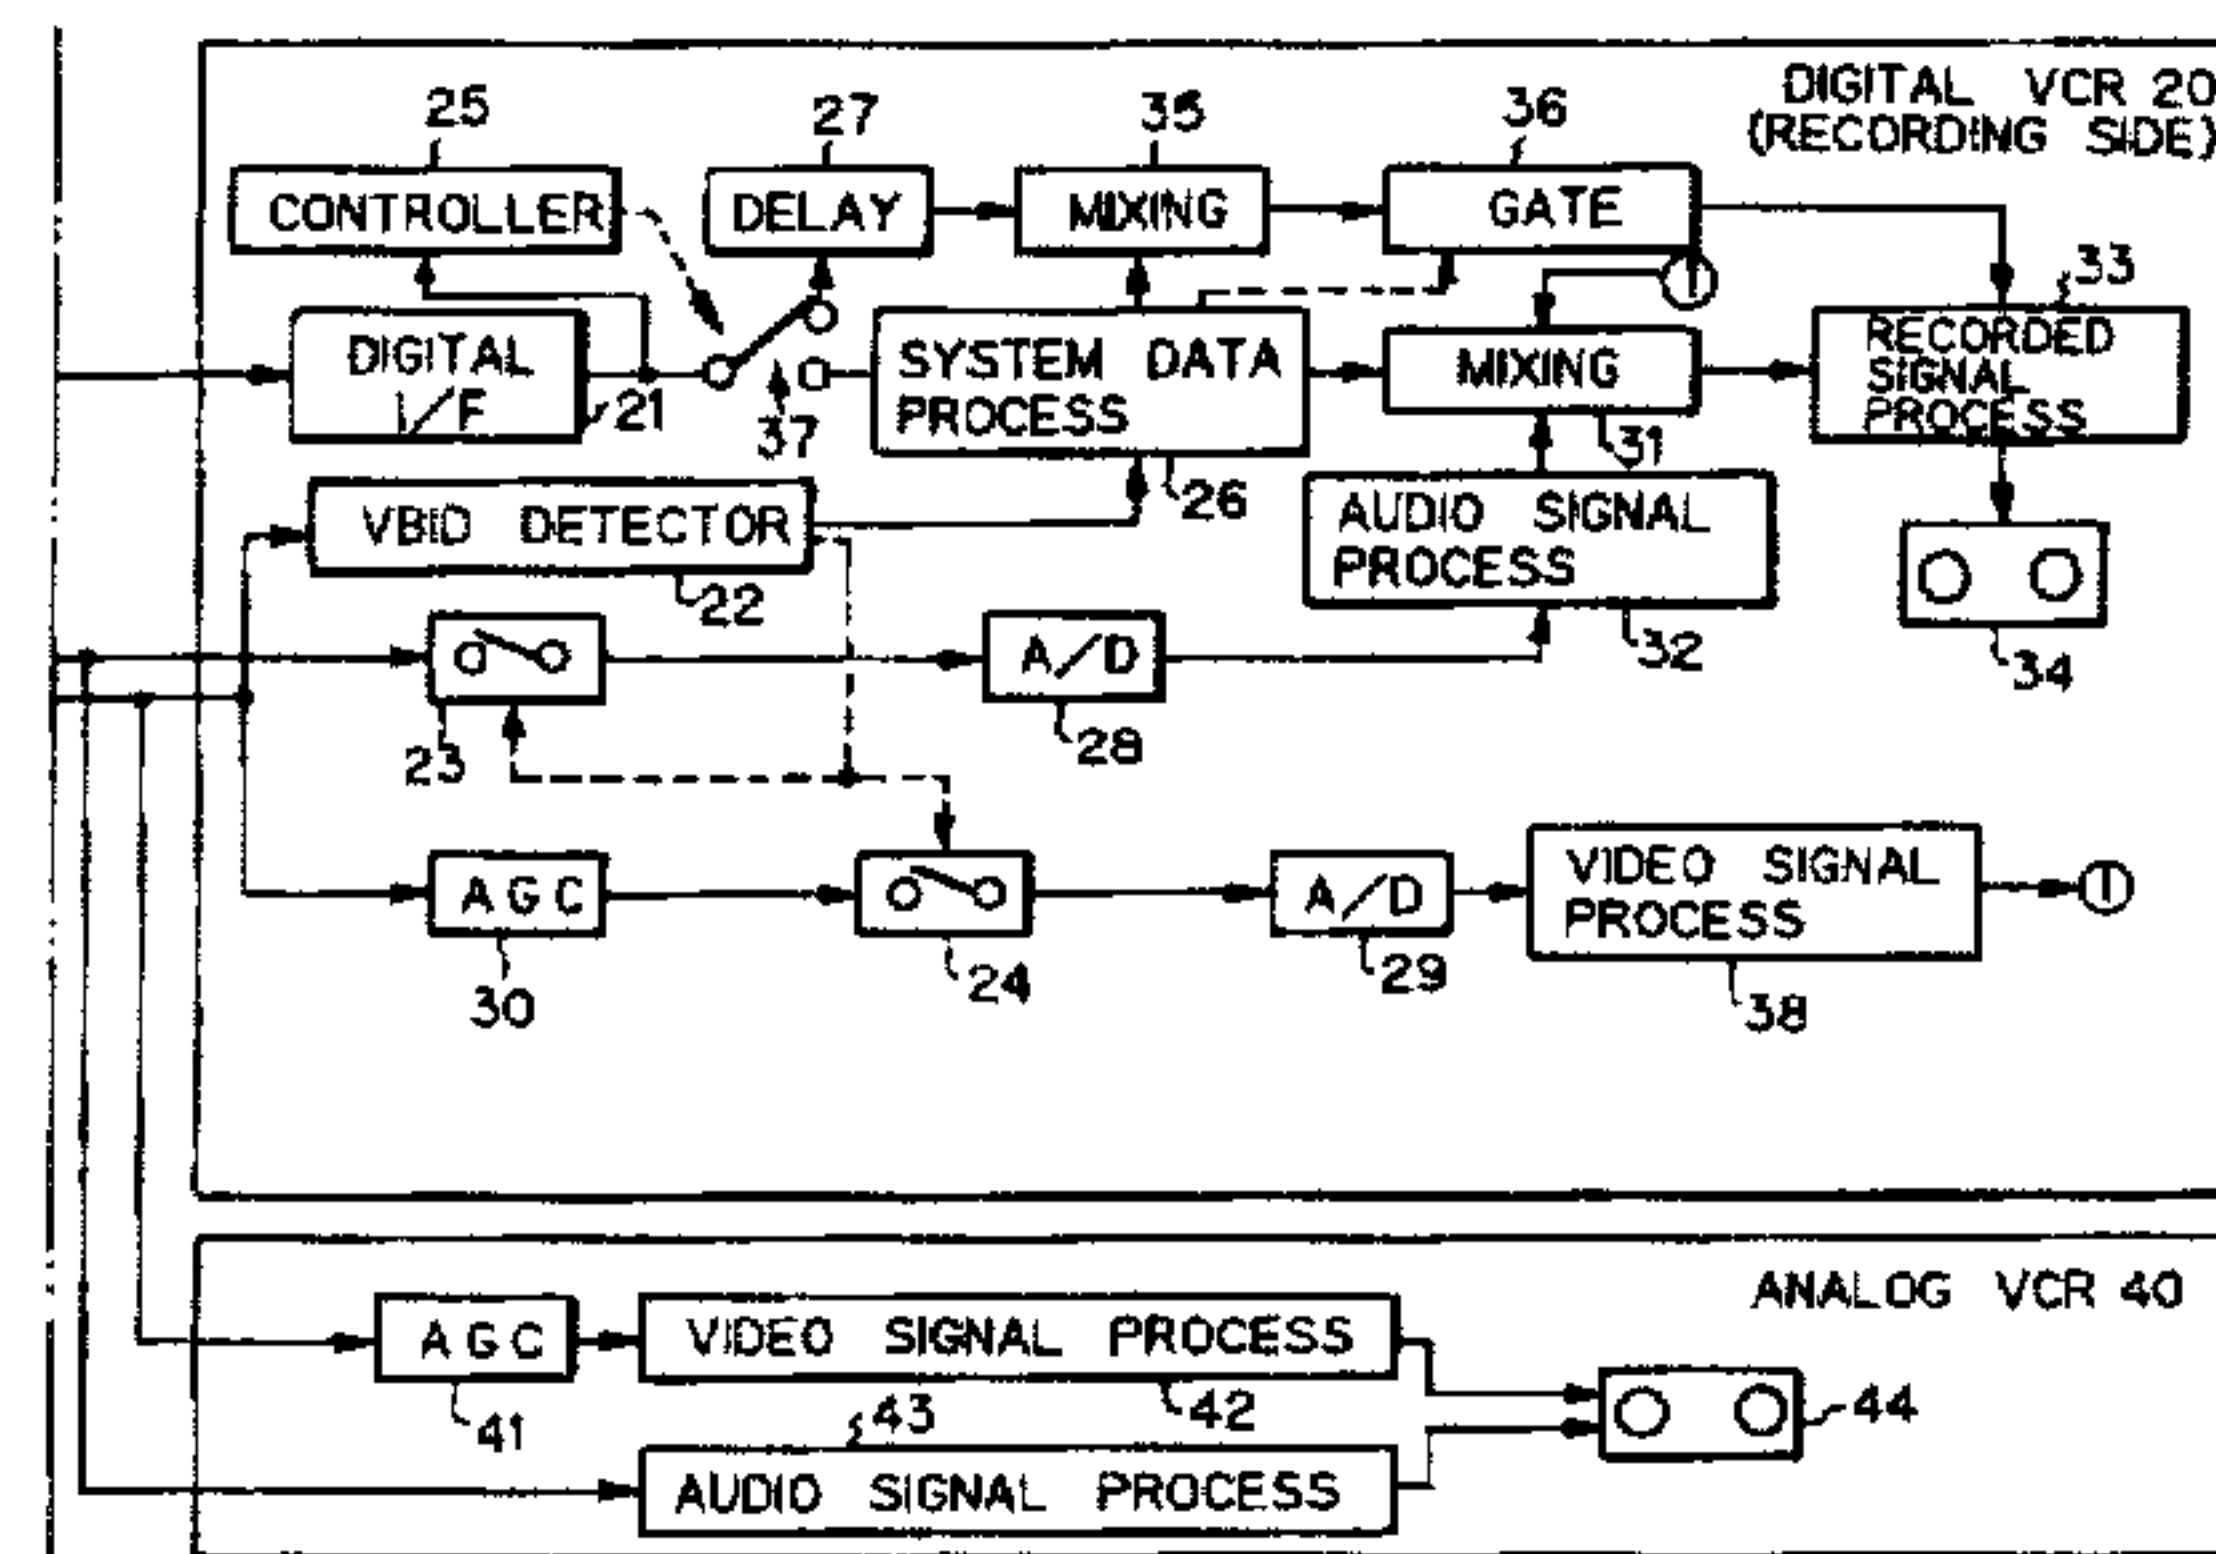 DIGITAL VCR 20
(RECORDING SIDE)
25
27
35
36
CONTROLLER
DELAY
MIXING
GATE
1
33
DIGITAL
I/F
21
37
SYSTEM DATA
PROCESS
26
MIXING
31
RECORDED
SIGNAL
PROCESS
VBID DETECTOR
22
AUDIO SIGNAL
PROCESS
32
34
23
A/D
28
AGC
30
24
A/D
29
VIDEO SIGNAL
PROCESS
38
1
ANALOG VCR 40
AGC
41
VIDEO SIGNAL PROCESS
42
43
AUDIO SIGNAL PROCESS
44